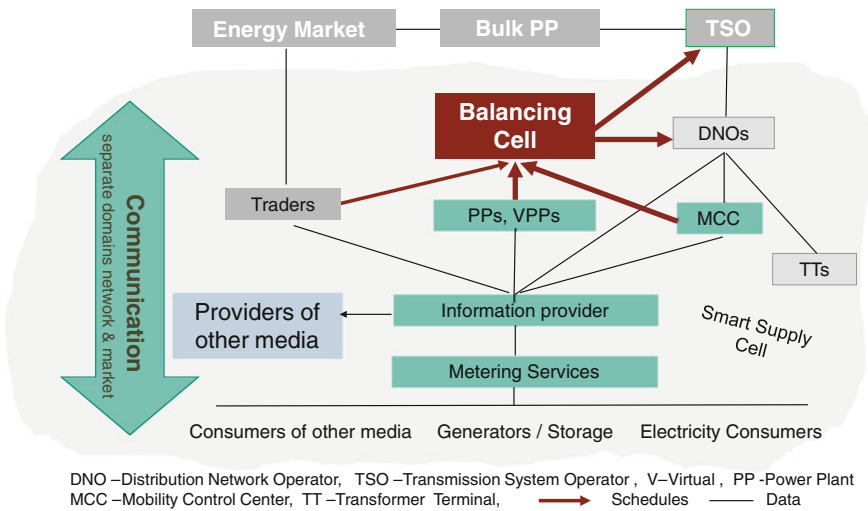 Energy Market
Bulk PP
TSO
Balancing
Cell
DNOs
Traders
PPs, VPPs
MCC
TTs
Communication
separate domains network & market
Providers of
other media
Information provider
Smart Supply
Cell
Metering Services
Consumers of other media
Generators / Storage
Electricity Consumers
DNO –Distribution Network Operator, TSO –Transmission System Operator , V–Virtual , PP -Power Plant
MCC –Mobility Control Center, TT –Transformer Terminal, Schedules Data